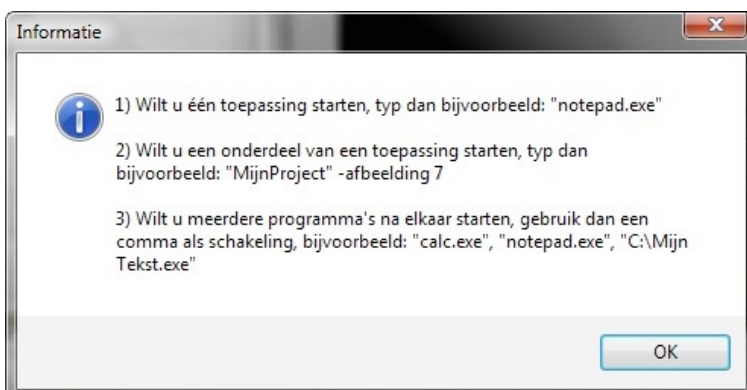 Informatie
1) Wilt u één toepassing starten, typ dan bijvoorbeeld: "notepad.exe"
2) Wilt u een onderdeel van een toepassing starten, typ dan
bijvoorbeeld: "MijnProject" -afbeelding 7
3) Wilt u meerdere programma's na elkaar starten, gebruik dan een
comma als schakeling, bijvoorbeeld: "calc.exe", "notepad.exe", "C:\Mijn
Tekst.exe"
OK